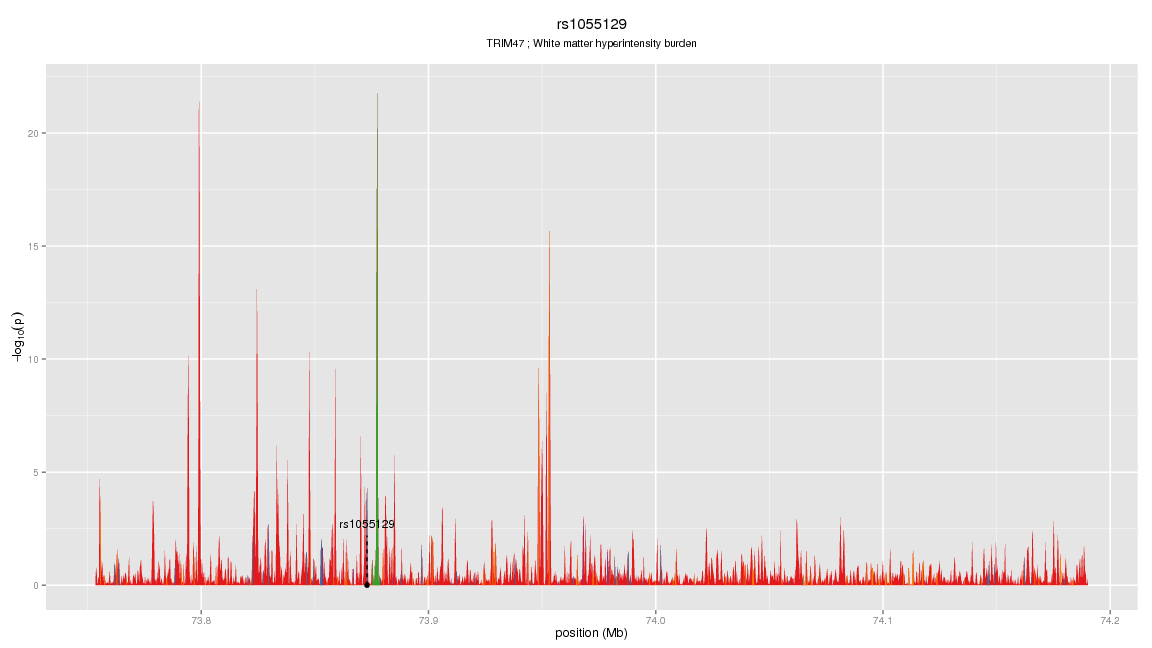 rs1055129
TRIM47 ; White matter hyperintensity burden
20
15
10
5
0
−log10(p)
rs1055129
73.8
73.9
74.0
74.1
74.2
position (Mb)